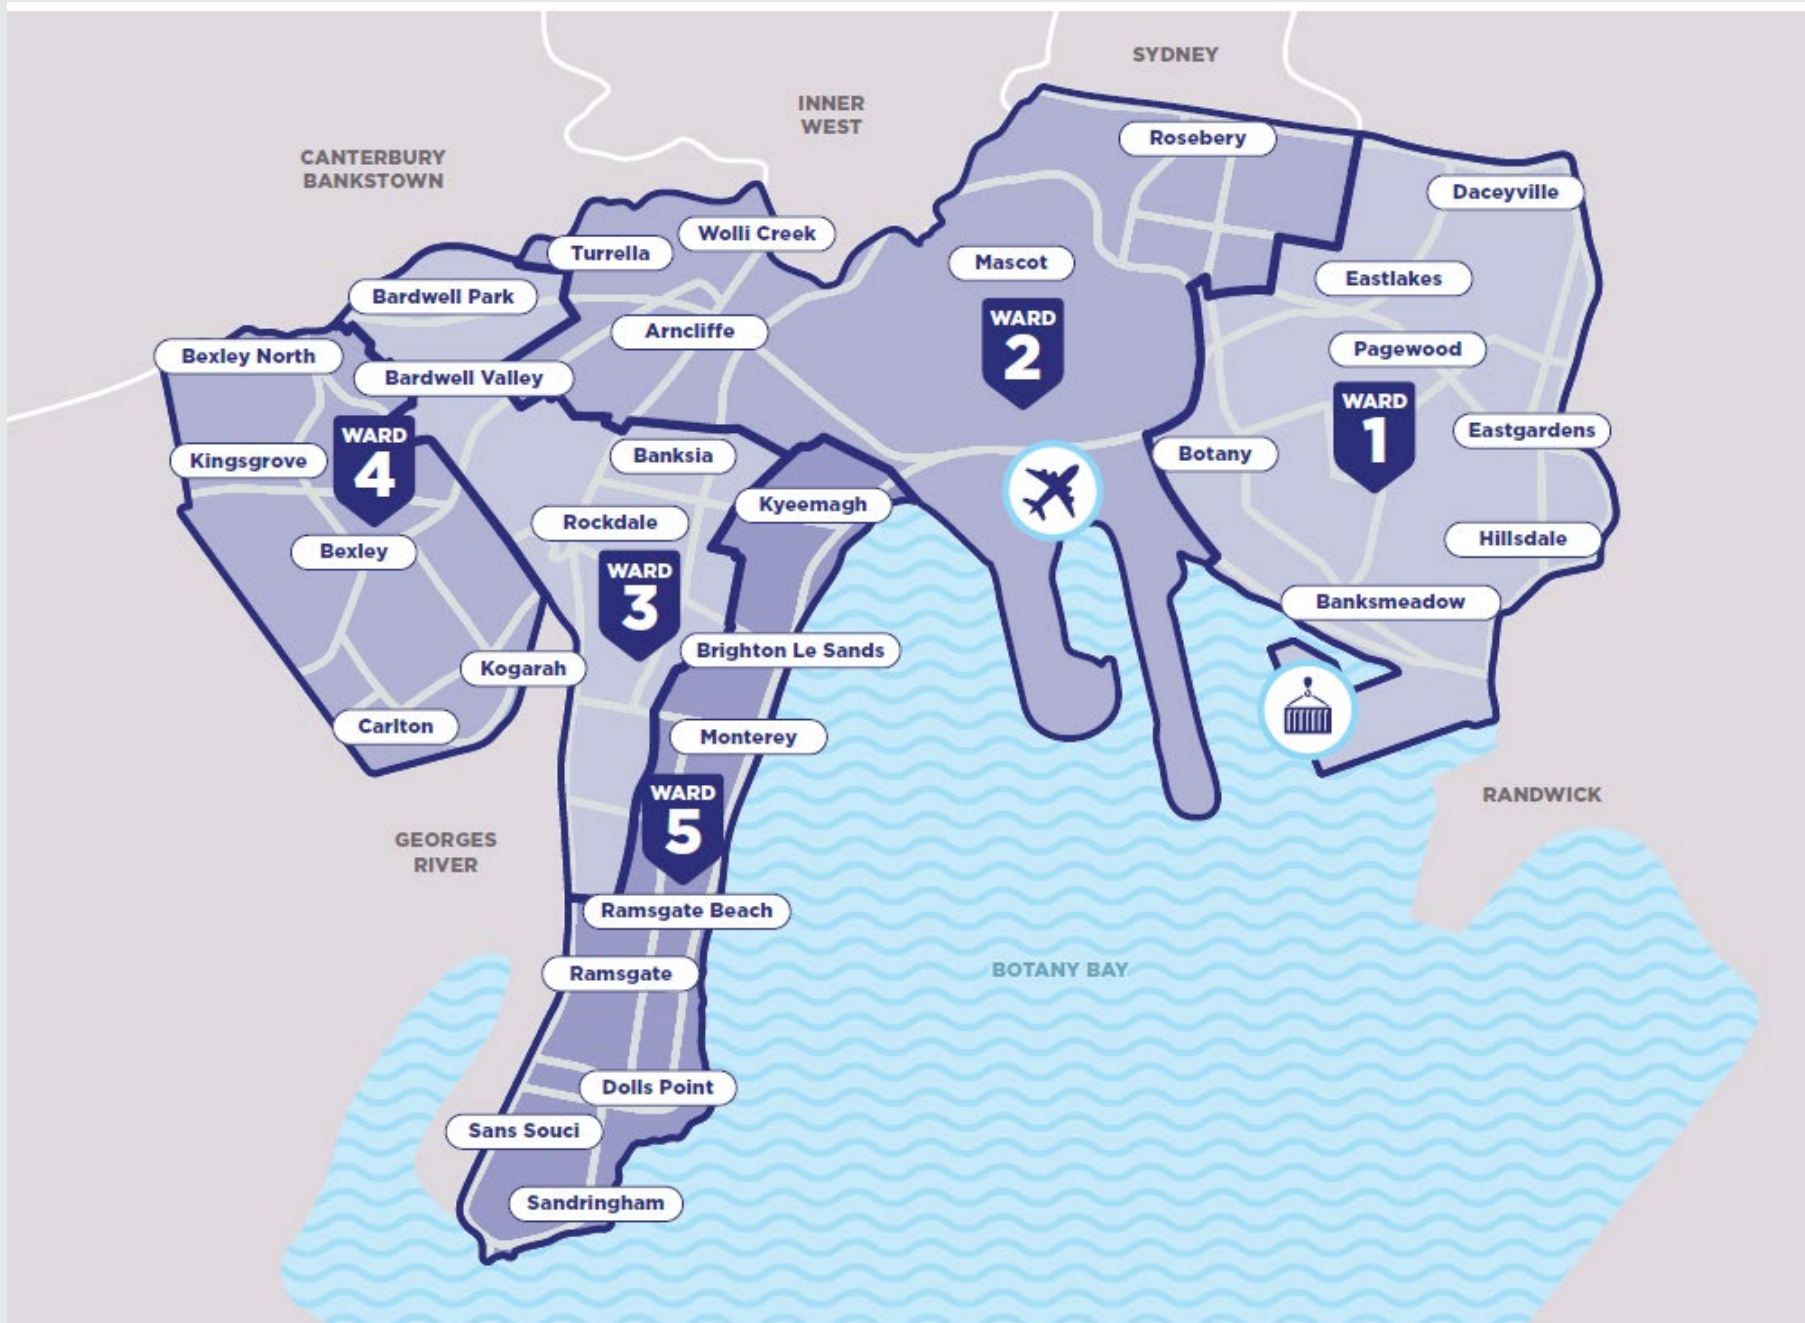 SYDNEY
INNER
WEST
CANTERBURY
BANKSTOWN
Rosebery
Daceyville
Wolli Creek
Turrella
Mascot
Eastlakes
Bardwell Park
WARD
2
Arncliffe
Pagewood
Bexley North
Bardwell Valley
WARD
1
Eastgardens
WARD
4
Kingsgrove
Banksia
Botany
Kyeemagh
Rockdale
Hillsdale
Bexley
WARD
3
Banksmeadow
Brighton Le Sands
Kogarah
Carlton
Monterey
WARD
5
RANDWICK
GEORGES
RIVER
Ramsgate Beach
Ramsgate
BOTANY BAY
Dolls Point
Sans Souci
Sandringham